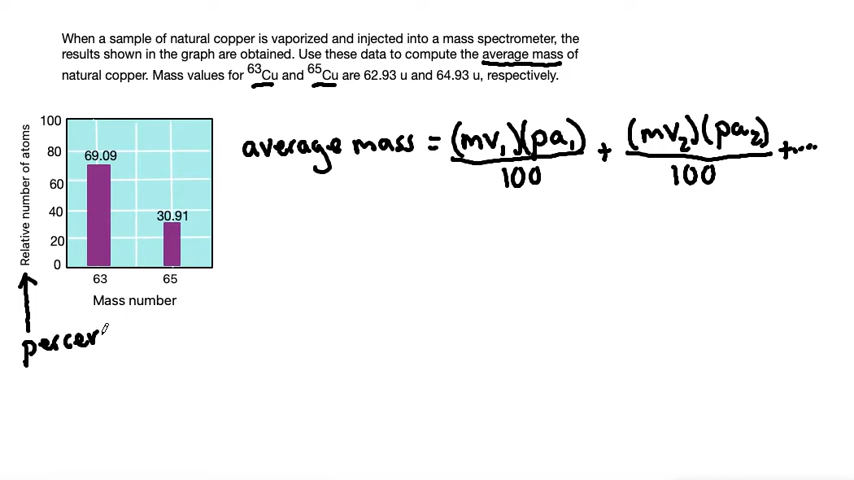 When a sample of natural copper is vaporized and injected into a mass spectrometer, the
results shown in the graph are obtained. Use these data to compute the average mass of
natural copper. Mass values for ⁶³Cu and ⁶⁵Cu are 62.93 u and 64.93 u, respectively.
average mass = (mv₁)(pa₁)/100 + (mv₂)(pa₂)/100 + ...
Relative number of atoms
100
80
60
40
20
0
69.09
30.91
63 65
Mass number
percen